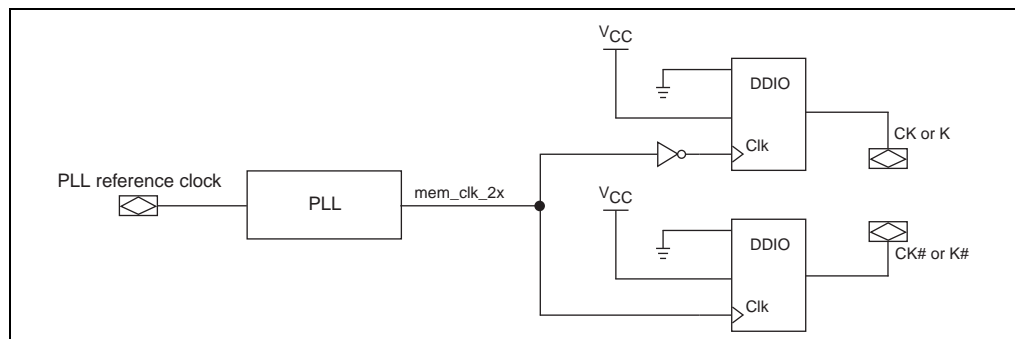 VCC
DDIO
CK or K
Clk
PLL reference clock
PLL
mem_clk_2x
VCC
DDIO
CK# or K#
Clk